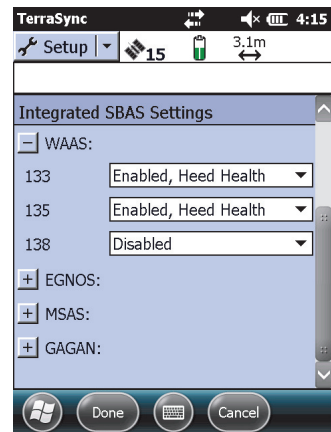 TerraSync 4:15
Setup 15 3.1m
Integrated SBAS Settings
WAAS:
133 Enabled, Heed Health
135 Enabled, Heed Health
138 Disabled
EGNOS:
MSAS:
GAGAN:
Done Cancel